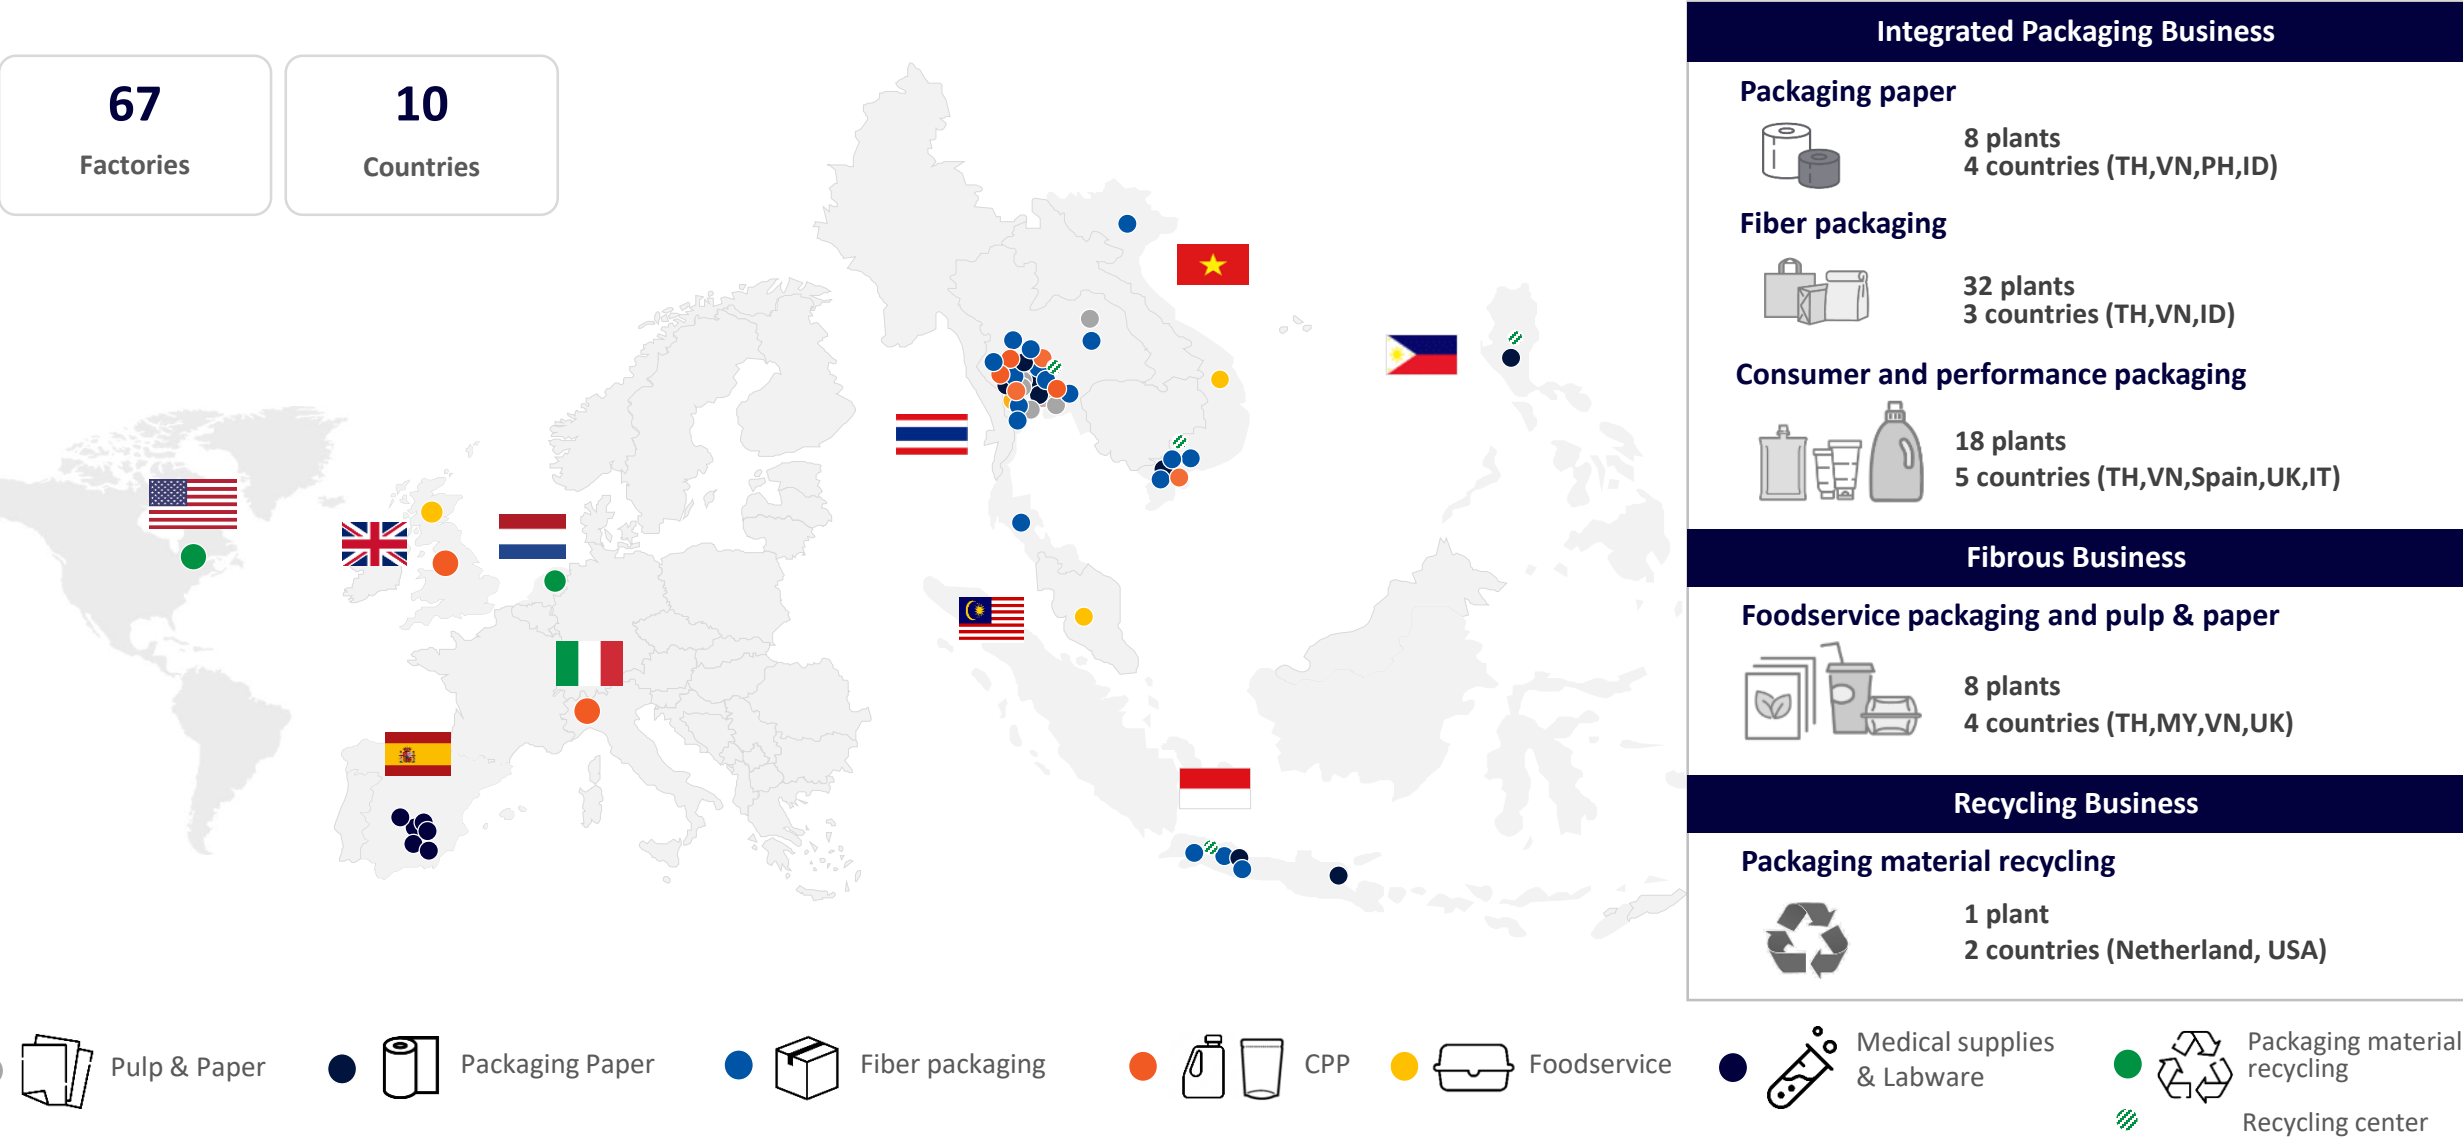 67
Factories
10
Countries
Integrated Packaging Business
Packaging paper
8 plants
4 countries (TH,VN,PH,ID)
Fiber packaging
32 plants
3 countries (TH,VN,ID)
Consumer and performance packaging
18 plants
5 countries (TH,VN,Spain,UK,IT)
Fibrous Business
Foodservice packaging and pulp & paper
8 plants
4 countries (TH,MY,VN,UK)
Recycling Business
Packaging material recycling
1 plant
2 countries (Netherland, USA)
Pulp & Paper
Packaging Paper
Fiber packaging
CPP
Foodservice
Medical supplies
& Labware
Packaging material
recycling
Recycling center